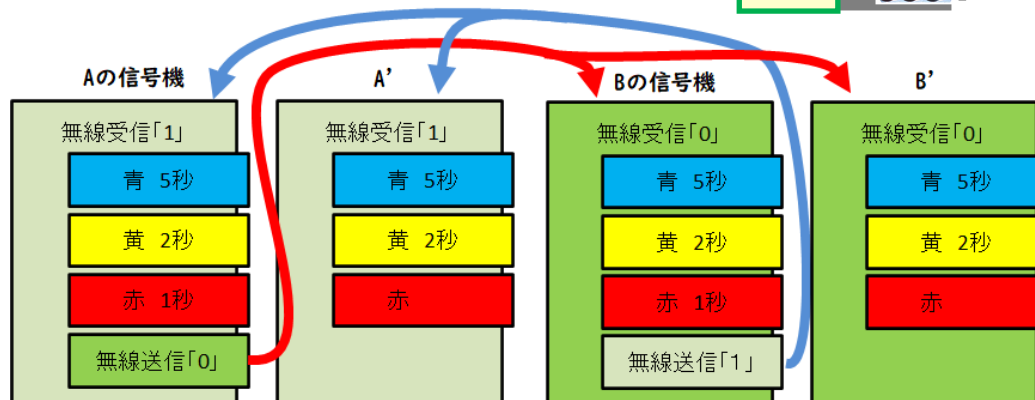 Aの信号機
無線受信「1」
青 5秒
黄 2秒
赤 1秒
無線送信「0」
A’
無線受信「1」
青 5秒
黄 2秒
赤
Bの信号機
無線受信「0」
青 5秒
黄 2秒
赤 1秒
無線送信「１」
B’
無線受信「0」
青 5秒
黄 2秒
赤